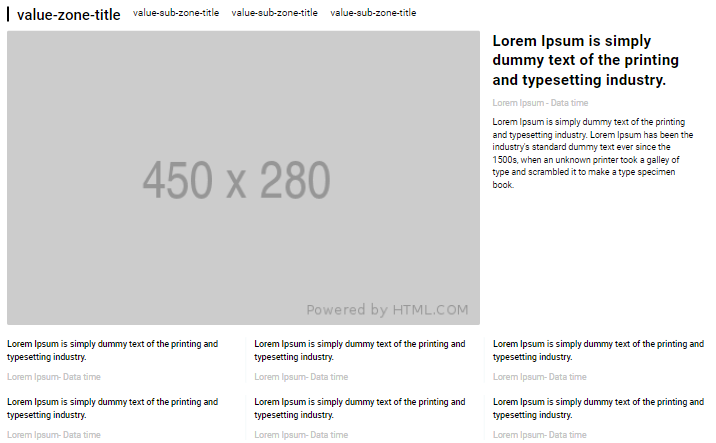 value-zone-title value-sub-zone-title value-sub-zone-title value-sub-zone-title
450 x 280
Powered by HTML.COM
Lorem Ipsum is simply
dummy text of the printing
and typesetting industry.
Lorem Ipsum - Data time
Lorem Ipsum is simply dummy text of the printing
and typesetting industry. Lorem Ipsum has been the
industry's standard dummy text ever since the
1500s, when an unknown printer took a galley of
type and scrambled it to make a type specimen
book.
Lorem Ipsum is simply dummy text of the printing and
typesetting industry.
Lorem Ipsum- Data time
Lorem Ipsum is simply dummy text of the printing and
typesetting industry.
Lorem Ipsum- Data time
Lorem Ipsum is simply dummy text of the printing and
typesetting industry.
Lorem Ipsum- Data time
Lorem Ipsum is simply dummy text of the printing and
typesetting industry.
Lorem Ipsum- Data time
Lorem Ipsum is simply dummy text of the printing and
typesetting industry.
Lorem Ipsum- Data time
Lorem Ipsum is simply dummy text of the printing and
typesetting industry.
Lorem Ipsum- Data time